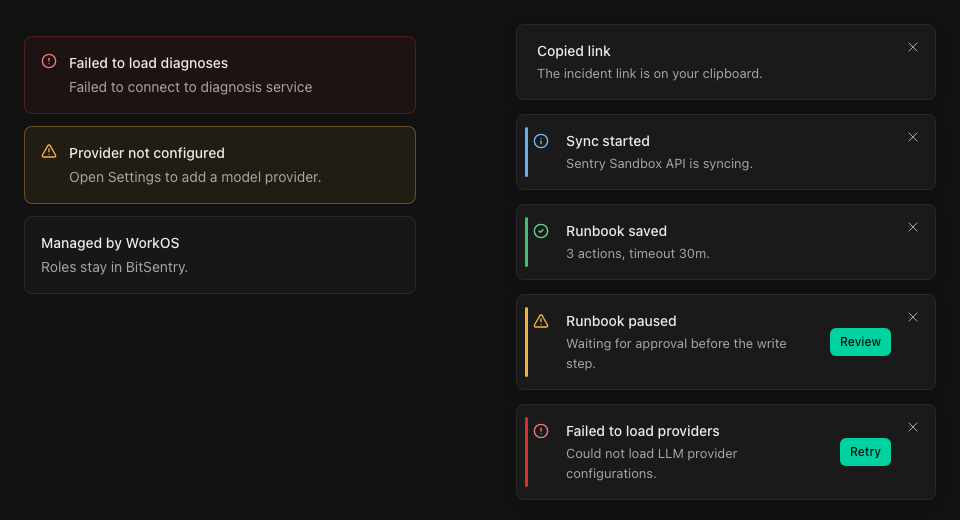 Failed to load diagnoses
Failed to connect to diagnosis service
Provider not configured
Open Settings to add a model provider.
Managed by WorkOS
Roles stay in BitSentry.
Copied link
The incident link is on your clipboard.
Sync started
Sentry Sandbox API is syncing.
Runbook saved
3 actions, timeout 30m.
Runbook paused
Waiting for approval before the write
step.
Review
Failed to load providers
Could not load LLM provider
configurations.
Retry